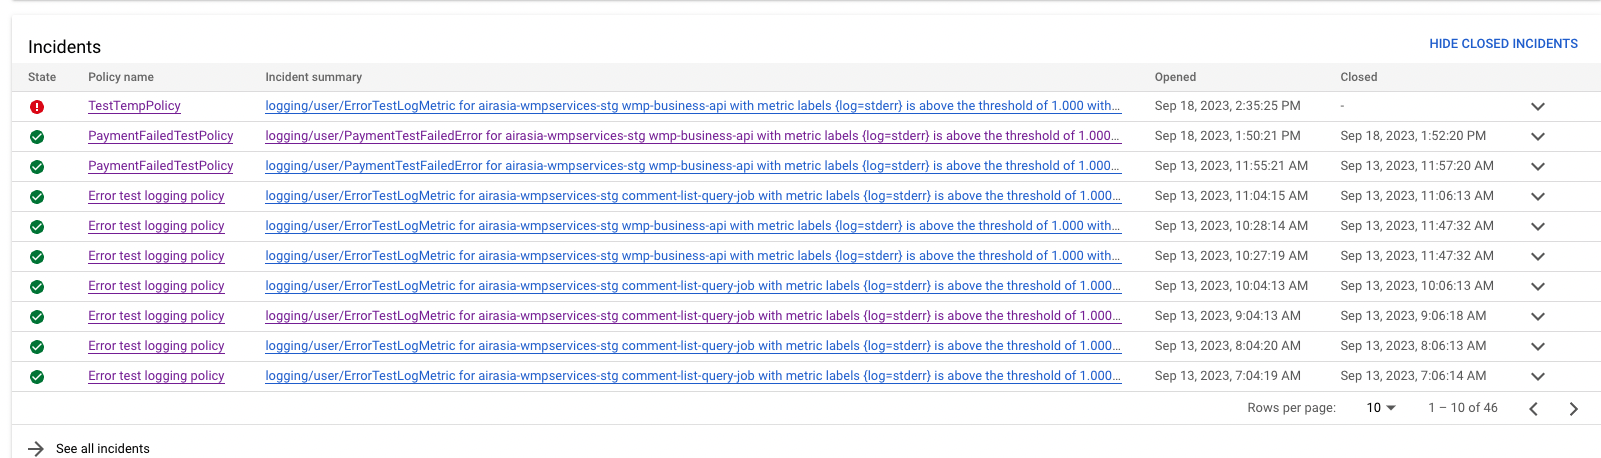 Incidents
HIDE CLOSED INCIDENTS
State Policy name Incident summary Opened Closed
TestTempPolicy logging/user/ErrorTestLogMetric for airasia-wmpservices-stg wmp-business-api with metric labels {log=stderr} is above the threshold of 1.000 with... Sep 18, 2023, 2:35:25 PM -
PaymentFailedTestPolicy logging/user/PaymentTestFailedError for airasia-wmpservices-stg wmp-business-api with metric labels {log=stderr} is above the threshold of 1.000... Sep 18, 2023, 1:50:21 PM Sep 18, 2023, 1:52:20 PM
PaymentFailedTestPolicy logging/user/PaymentTestFailedError for airasia-wmpservices-stg wmp-business-api with metric labels {log=stderr} is above the threshold of 1.000... Sep 13, 2023, 11:55:21 AM Sep 13, 2023, 11:57:20 AM
Error test logging policy logging/user/ErrorTestLogMetric for airasia-wmpservices-stg comment-list-query-job with metric labels {log=stderr} is above the threshold of 1.000... Sep 13, 2023, 11:04:15 AM Sep 13, 2023, 11:06:13 AM
Error test logging policy logging/user/ErrorTestLogMetric for airasia-wmpservices-stg wmp-business-api with metric labels {log=stderr} is above the threshold of 1.000 with... Sep 13, 2023, 10:28:14 AM Sep 13, 2023, 11:47:32 AM
Error test logging policy logging/user/ErrorTestLogMetric for airasia-wmpservices-stg wmp-business-api with metric labels {log=stderr} is above the threshold of 1.000 with... Sep 13, 2023, 10:27:19 AM Sep 13, 2023, 11:47:32 AM
Error test logging policy logging/user/ErrorTestLogMetric for airasia-wmpservices-stg comment-list-query-job with metric labels {log=stderr} is above the threshold of 1.000... Sep 13, 2023, 10:04:13 AM Sep 13, 2023, 10:06:13 AM
Error test logging policy logging/user/ErrorTestLogMetric for airasia-wmpservices-stg comment-list-query-job with metric labels {log=stderr} is above the threshold of 1.000... Sep 13, 2023, 9:04:13 AM Sep 13, 2023, 9:06:18 AM
Error test logging policy logging/user/ErrorTestLogMetric for airasia-wmpservices-stg comment-list-query-job with metric labels {log=stderr} is above the threshold of 1.000... Sep 13, 2023, 8:04:20 AM Sep 13, 2023, 8:06:13 AM
Error test logging policy logging/user/ErrorTestLogMetric for airasia-wmpservices-stg comment-list-query-job with metric labels {log=stderr} is above the threshold of 1.000... Sep 13, 2023, 7:04:19 AM Sep 13, 2023, 7:06:14 AM
Rows per page: 10 1 – 10 of 46
See all incidents